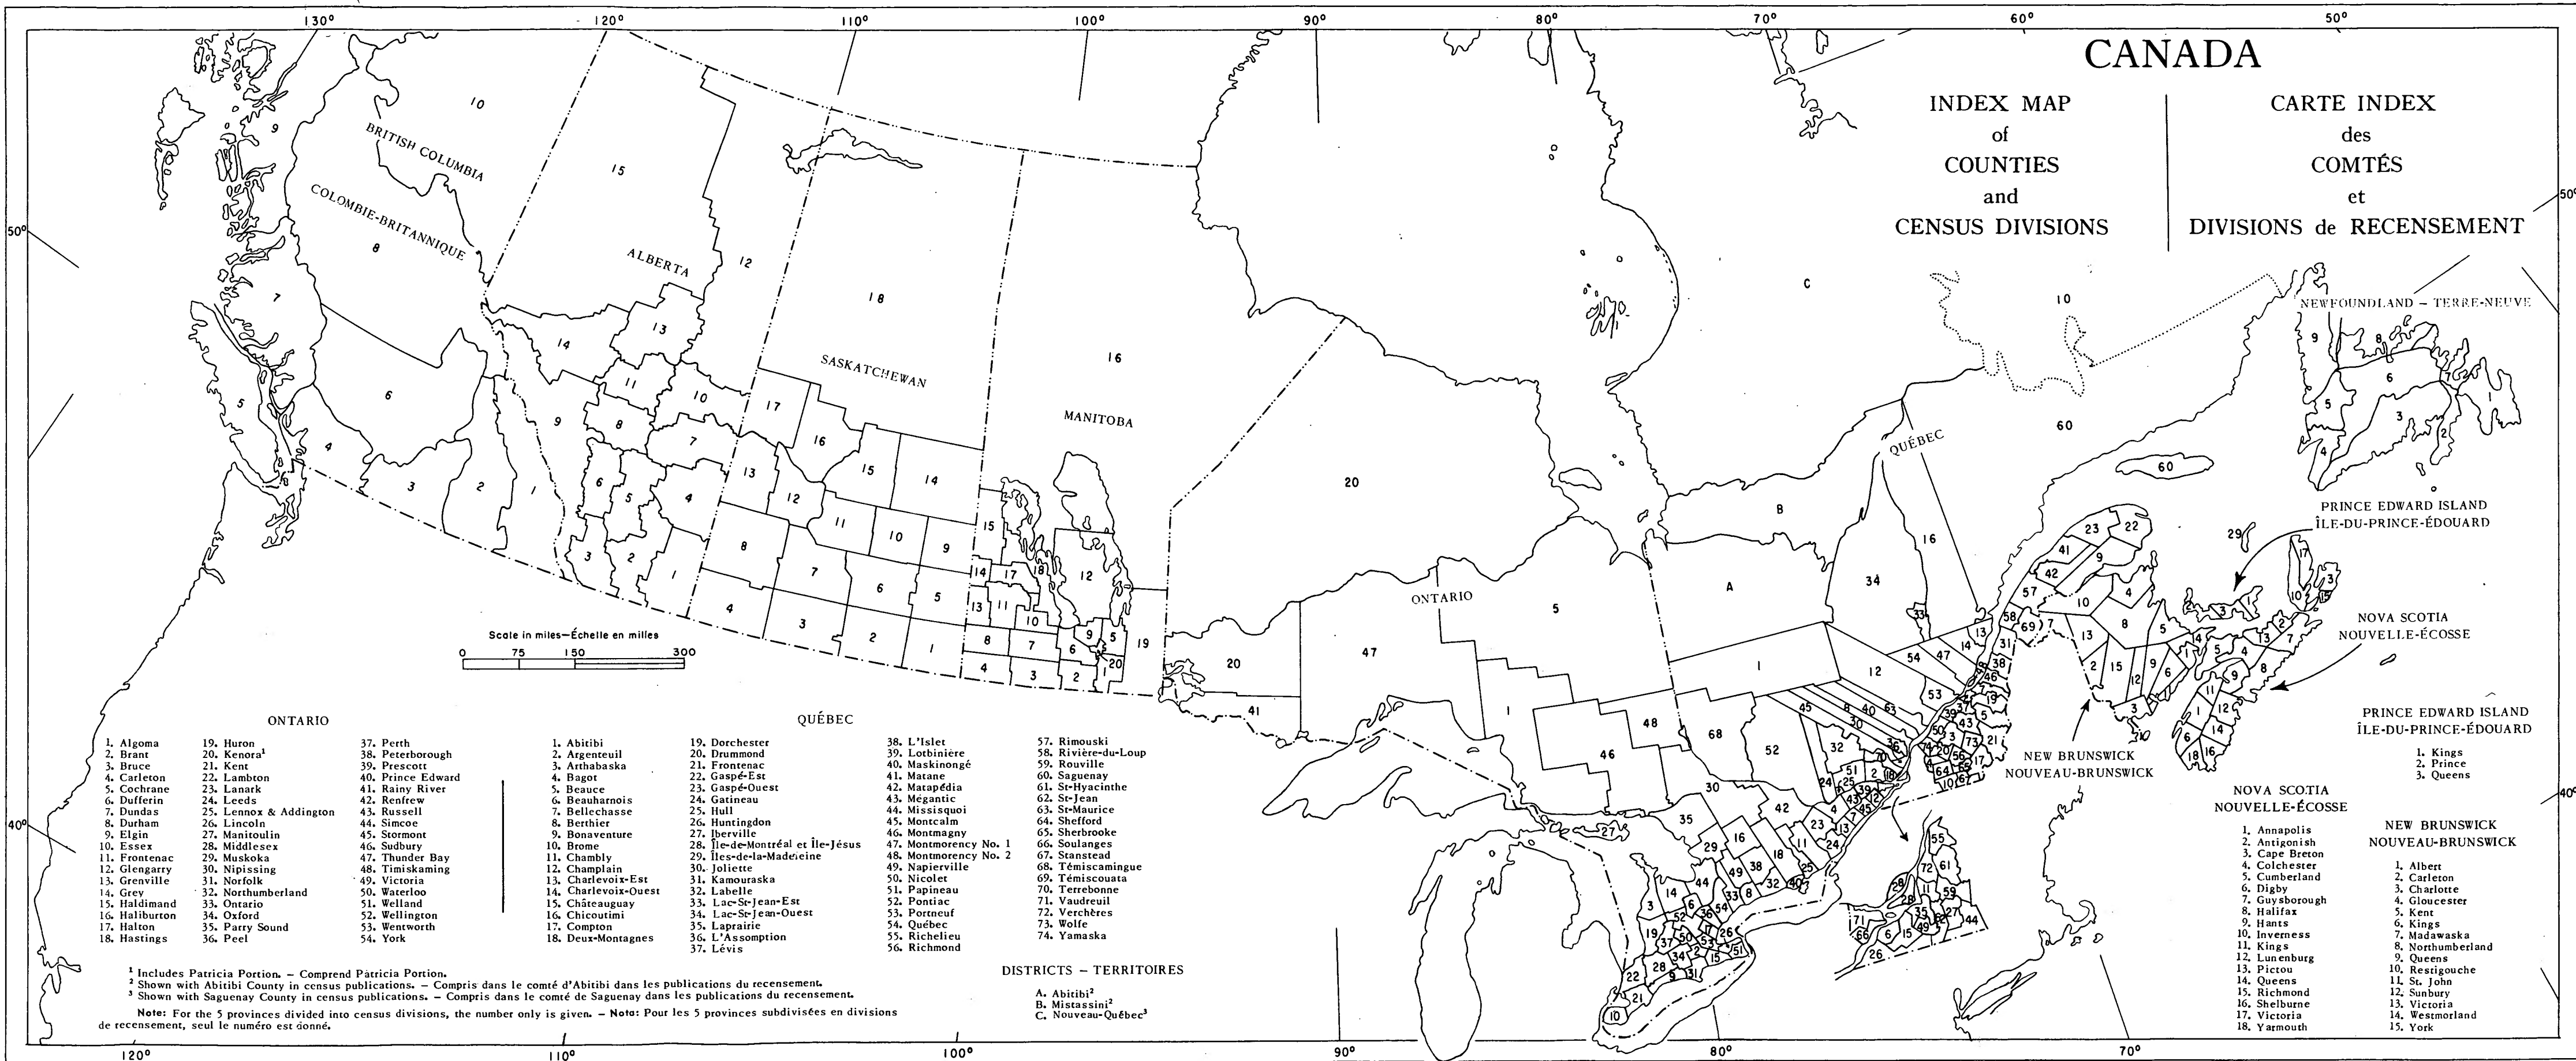 130°
120°
110°
100°
90°
80°
70°
60°
50°
CANADA
INDEX MAP
of
COUNTIES
and
CENSUS DIVISIONS
CARTE INDEX
des
COMTÉS
et
DIVISIONS de RECENSEMENT
50°
50°
40°
40°
BRITISH COLUMBIA
COLOMBIE-BRITANNIQUE
ALBERTA
SASKATCHEWAN
MANITOBA
ONTARIO
QUÉBEC
NEWFOUNDLAND – TERRE-NEUVE
PRINCE EDWARD ISLAND
ÎLE-DU-PRINCE-ÉDOUARD
NOVA SCOTIA
NOUVELLE-ÉCOSSE
NEW BRUNSWICK
NOUVEAU-BRUNSWICK
Scale in miles—Échelle en milles
0 75 150 300
ONTARIO
1. Algoma
2. Brant
3. Bruce
4. Carleton
5. Cochrane
6. Dufferin
7. Dundas
8. Durham
9. Elgin
10. Essex
11. Frontenac
12. Glengarry
13. Grenville
14. Grey
15. Haldimand
16. Haliburton
17. Halton
18. Hastings
19. Huron
20. Kenora¹
21. Kent
22. Lambton
23. Lanark
24. Leeds
25. Lennox & Addington
26. Lincoln
27. Manitoulin
28. Middlesex
29. Muskoka
30. Nipissing
31. Norfolk
32. Northumberland
33. Ontario
34. Oxford
35. Parry Sound
36. Peel
37. Perth
38. Peterborough
39. Prescott
40. Prince Edward
41. Rainy River
42. Renfrew
43. Russell
44. Simcoe
45. Stormont
46. Sudbury
47. Thunder Bay
48. Timiskaming
49. Victoria
50. Waterloo
51. Welland
52. Wellington
53. Wentworth
54. York
QUÉBEC
1. Abitibi
2. Argenteuil
3. Arthabaska
4. Bagot
5. Beauce
6. Beauharnois
7. Bellechasse
8. Berthier
9. Bonaventure
10. Brome
11. Chambly
12. Champlain
13. Charlevoix-Est
14. Charlevoix-Ouest
15. Châteauguay
16. Chicoutimi
17. Compton
18. Deux-Montagnes
19. Dorchester
20. Drummond
21. Frontenac
22. Gaspé-Est
23. Gaspé-Ouest
24. Gatineau
25. Hull
26. Huntingdon
27. Iberville
28. Île-de-Montréal et Île-Jésus
29. Îles-de-la-Madeleine
30. Joliette
31. Kamouraska
32. Labelle
33. Lac-St-Jean-Est
34. Lac-St-Jean-Ouest
35. Laprairie
36. L'Assomption
37. Lévis
38. L'Islet
39. Lotbinière
40. Maskinongé
41. Matane
42. Matapédia
43. Mégantic
44. Missisquoi
45. Montcalm
46. Montmagny
47. Montmorency No. 1
48. Montmorency No. 2
49. Napierville
50. Nicolet
51. Papineau
52. Pontiac
53. Portneuf
54. Québec
55. Richelieu
56. Richmond
57. Rimouski
58. Rivière-du-Loup
59. Rouville
60. Saguenay
61. St-Hyacinthe
62. St-Jean
63. St-Maurice
64. Shefford
65. Sherbrooke
66. Soulanges
67. Stanstead
68. Témiscamingue
69. Témiscouata
70. Terrebonne
71. Vaudreuil
72. Verchères
73. Wolfe
74. Yamaska
DISTRICTS – TERRITOIRES
A. Abitibi²
B. Mistassini²
C. Nouveau-Québec³
¹ Includes Patricia Portion. – Comprend Patricia Portion.
² Shown with Abitibi County in census publications. – Compris dans le comté d'Abitibi dans les publications du recensement.
³ Shown with Saguenay County in census publications. – Compris dans le comté de Saguenay dans les publications du recensement.
Note: For the 5 provinces divided into census divisions, the number only is given. – Nota: Pour les 5 provinces subdivisées en divisions
de recensement, seul le numéro est donné.
PRINCE EDWARD ISLAND
ÎLE-DU-PRINCE-ÉDOUARD
1. Kings
2. Prince
3. Queens
NOVA SCOTIA
NOUVELLE-ÉCOSSE
1. Annapolis
2. Antigonish
3. Cape Breton
4. Colchester
5. Cumberland
6. Digby
7. Guysborough
8. Halifax
9. Hants
10. Inverness
11. Kings
12. Lunenburg
13. Pictou
14. Queens
15. Richmond
16. Shelburne
17. Victoria
18. Yarmouth
NEW BRUNSWICK
NOUVEAU-BRUNSWICK
1. Albert
2. Carleton
3. Charlotte
4. Gloucester
5. Kent
6. Kings
7. Madawaska
8. Northumberland
9. Queens
10. Restigouche
11. St. John
12. Sunbury
13. Victoria
14. Westmorland
15. York
120°
110°
100°
90°
80°
70°